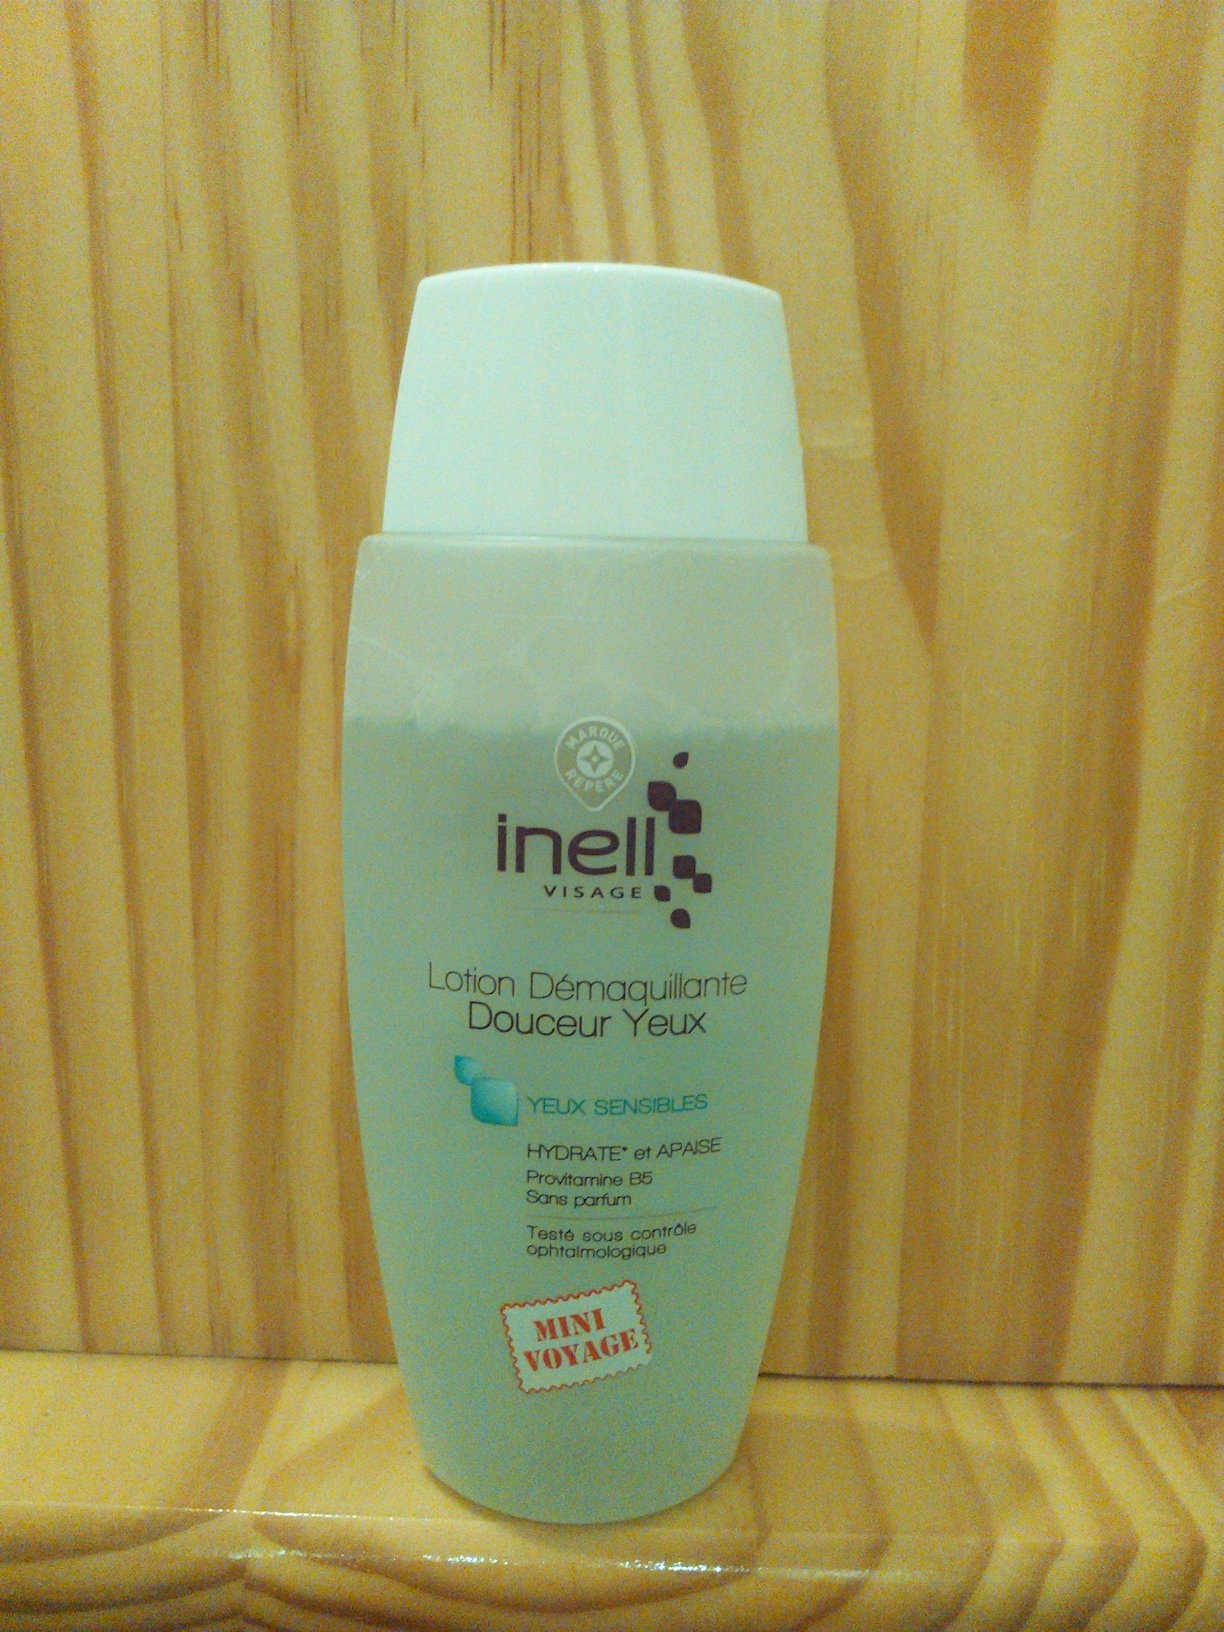 MARQUE
REPÈRE
inell
VISAGE
Lotion Démaquillante
Douceur Yeux
YEUX SENSIBLES
HYDRATE* et APAISE
Provitamine B5
Sans parfum
Testé sous contrôle
ophtalmologique
MINI
VOYAGE